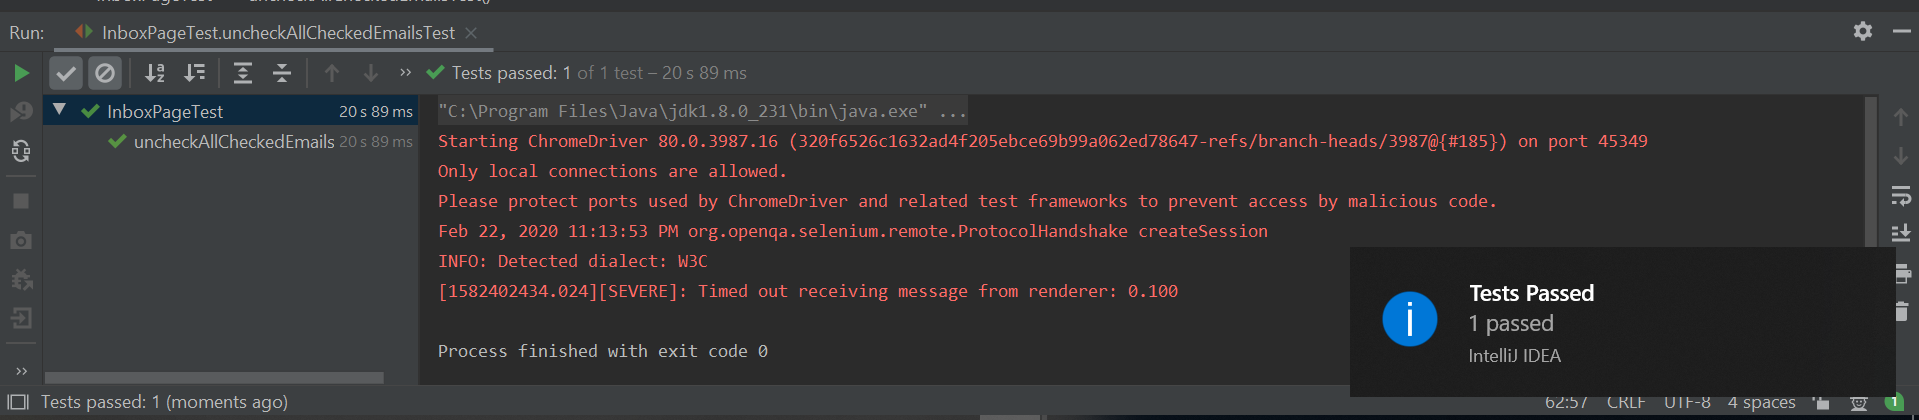 InboxPageTest uncheckAllCheckedEmailsTest()
Run: InboxPageTest.uncheckAllCheckedEmailsTest
Tests passed: 1 of 1 test – 20 s 89 ms
InboxPageTest 20 s 89 ms
uncheckAllCheckedEmails 20 s 89 ms
"C:\Program Files\Java\jdk1.8.0_231\bin\java.exe" ...
Starting ChromeDriver 80.0.3987.16 (320f6526c1632ad4f205ebce69b99a062ed78647-refs/branch-heads/3987@{#185}) on port 45349
Only local connections are allowed.
Please protect ports used by ChromeDriver and related test frameworks to prevent access by malicious code.
Feb 22, 2020 11:13:53 PM org.openqa.selenium.remote.ProtocolHandshake createSession
INFO: Detected dialect: W3C
[1582402434.024][SEVERE]: Timed out receiving message from renderer: 0.100
Process finished with exit code 0
Tests Passed
1 passed
IntelliJ IDEA
Tests passed: 1 (moments ago)
62:57 CRLF UTF-8 4 spaces 1